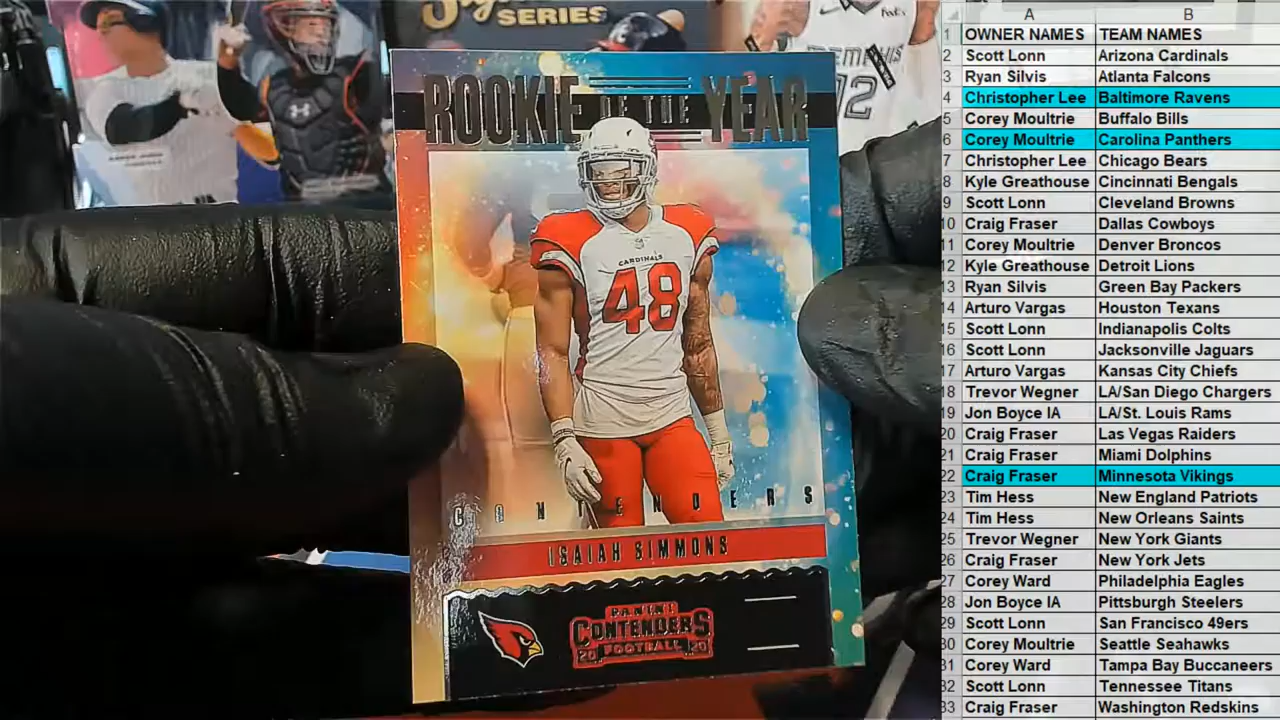 SERIES
FedEx
MEMPHIS
12
ROOKIE OF THE YEAR
CARDINALS
48
CONTENDERS
ISAIAH SIMMONS
PANINI
CONTENDERS
20 FOOTBALL 20
A B
1 OWNER NAMES TEAM NAMES
2 Scott Lonn Arizona Cardinals
3 Ryan Silvis Atlanta Falcons
4 Christopher Lee Baltimore Ravens
5 Corey Moultrie Buffalo Bills
6 Corey Moultrie Carolina Panthers
7 Christopher Lee Chicago Bears
8 Kyle Greathouse Cincinnati Bengals
9 Scott Lonn Cleveland Browns
10 Craig Fraser Dallas Cowboys
11 Corey Moultrie Denver Broncos
12 Kyle Greathouse Detroit Lions
13 Ryan Silvis Green Bay Packers
14 Arturo Vargas Houston Texans
15 Scott Lonn Indianapolis Colts
16 Scott Lonn Jacksonville Jaguars
17 Arturo Vargas Kansas City Chiefs
18 Trevor Wegner LA/San Diego Chargers
19 Jon Boyce IA LA/St. Louis Rams
20 Craig Fraser Las Vegas Raiders
21 Craig Fraser Miami Dolphins
22 Craig Fraser Minnesota Vikings
23 Tim Hess New England Patriots
24 Tim Hess New Orleans Saints
25 Trevor Wegner New York Giants
26 Craig Fraser New York Jets
27 Corey Ward Philadelphia Eagles
28 Jon Boyce IA Pittsburgh Steelers
29 Scott Lonn San Francisco 49ers
30 Corey Moultrie Seattle Seahawks
31 Corey Ward Tampa Bay Buccaneers
32 Scott Lonn Tennessee Titans
33 Craig Fraser Washington Redskins